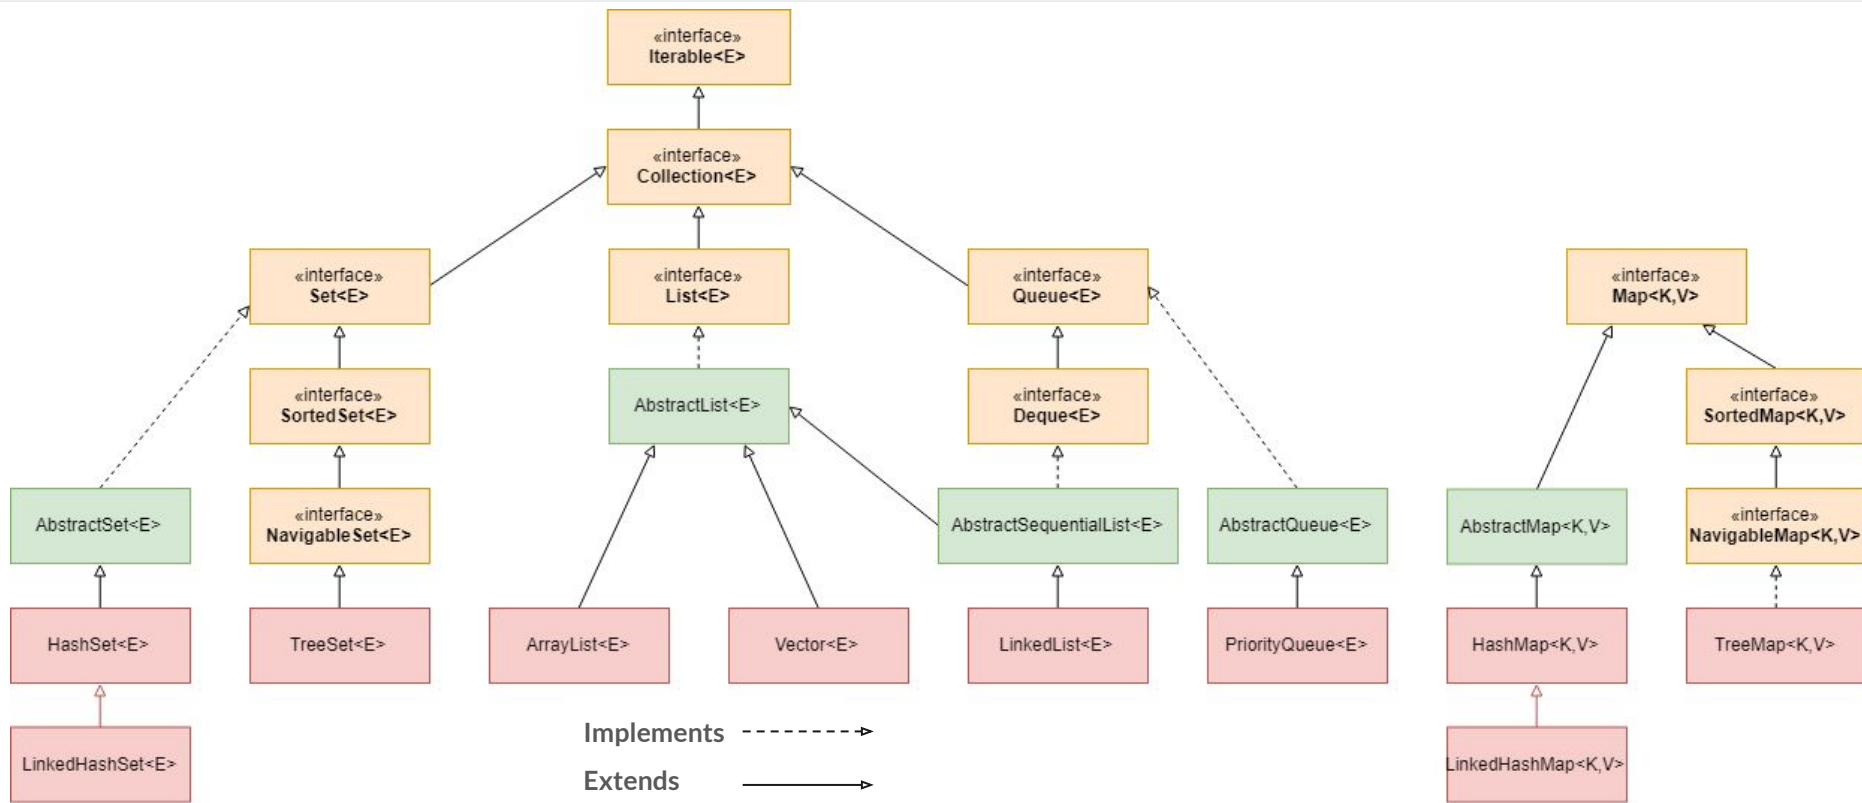 «interface»
Iterable<E>
«interface»
Collection<E>
«interface»
Set<E>
«interface»
List<E>
«interface»
Queue<E>
«interface»
Map<K,V>
«interface»
SortedSet<E>
AbstractList<E>
«interface»
Deque<E>
«interface»
SortedMap<K,V>
AbstractSet<E>
«interface»
NavigableSet<E>
AbstractSequentialList<E>
AbstractQueue<E>
AbstractMap<K,V>
«interface»
NavigableMap<K,V>
HashSet<E>
TreeSet<E>
ArrayList<E>
Vector<E>
LinkedList<E>
PriorityQueue<E>
HashMap<K,V>
TreeMap<K,V>
LinkedHashSet<E>
LinkedHashMap<K,V>
Implements
Extends